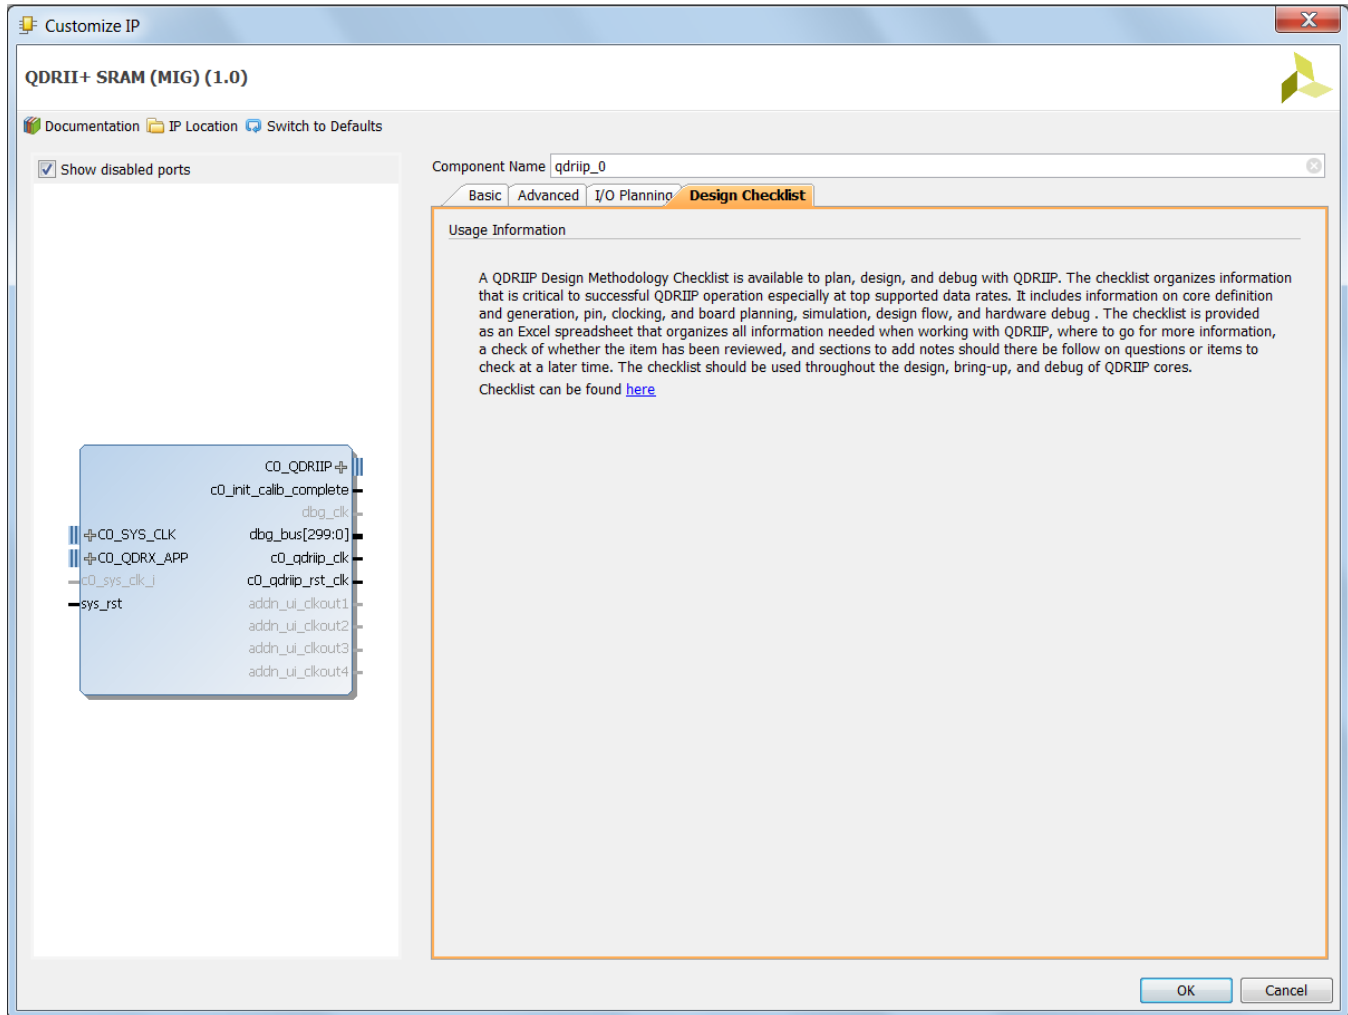 Customize IP
QDRII+ SRAM (MIG) (1.0)
Documentation IP Location Switch to Defaults
Show disabled ports
Component Name qdriip_0
Basic Advanced I/O Planning Design Checklist
Usage Information
A QDRIIP Design Methodology Checklist is available to plan, design, and debug with QDRIIP. The checklist organizes information
that is critical to successful QDRIIP operation especially at top supported data rates. It includes information on core definition
and generation, pin, clocking, and board planning, simulation, design flow, and hardware debug . The checklist is provided
as an Excel spreadsheet that organizes all information needed when working with QDRIIP, where to go for more information,
a check of whether the item has been reviewed, and sections to add notes should there be follow on questions or items to
check at a later time. The checklist should be used throughout the design, bring-up, and debug of QDRIIP cores.
Checklist can be found here
C0_QDRIIP
c0_init_calib_complete
dbg_clk
C0_SYS_CLK dbg_bus[299:0]
C0_QDRX_APP c0_qdriip_clk
c0_sys_clk_i c0_qdriip_rst_clk
sys_rst addn_ui_clkout1
addn_ui_clkout2
addn_ui_clkout3
addn_ui_clkout4
OK Cancel